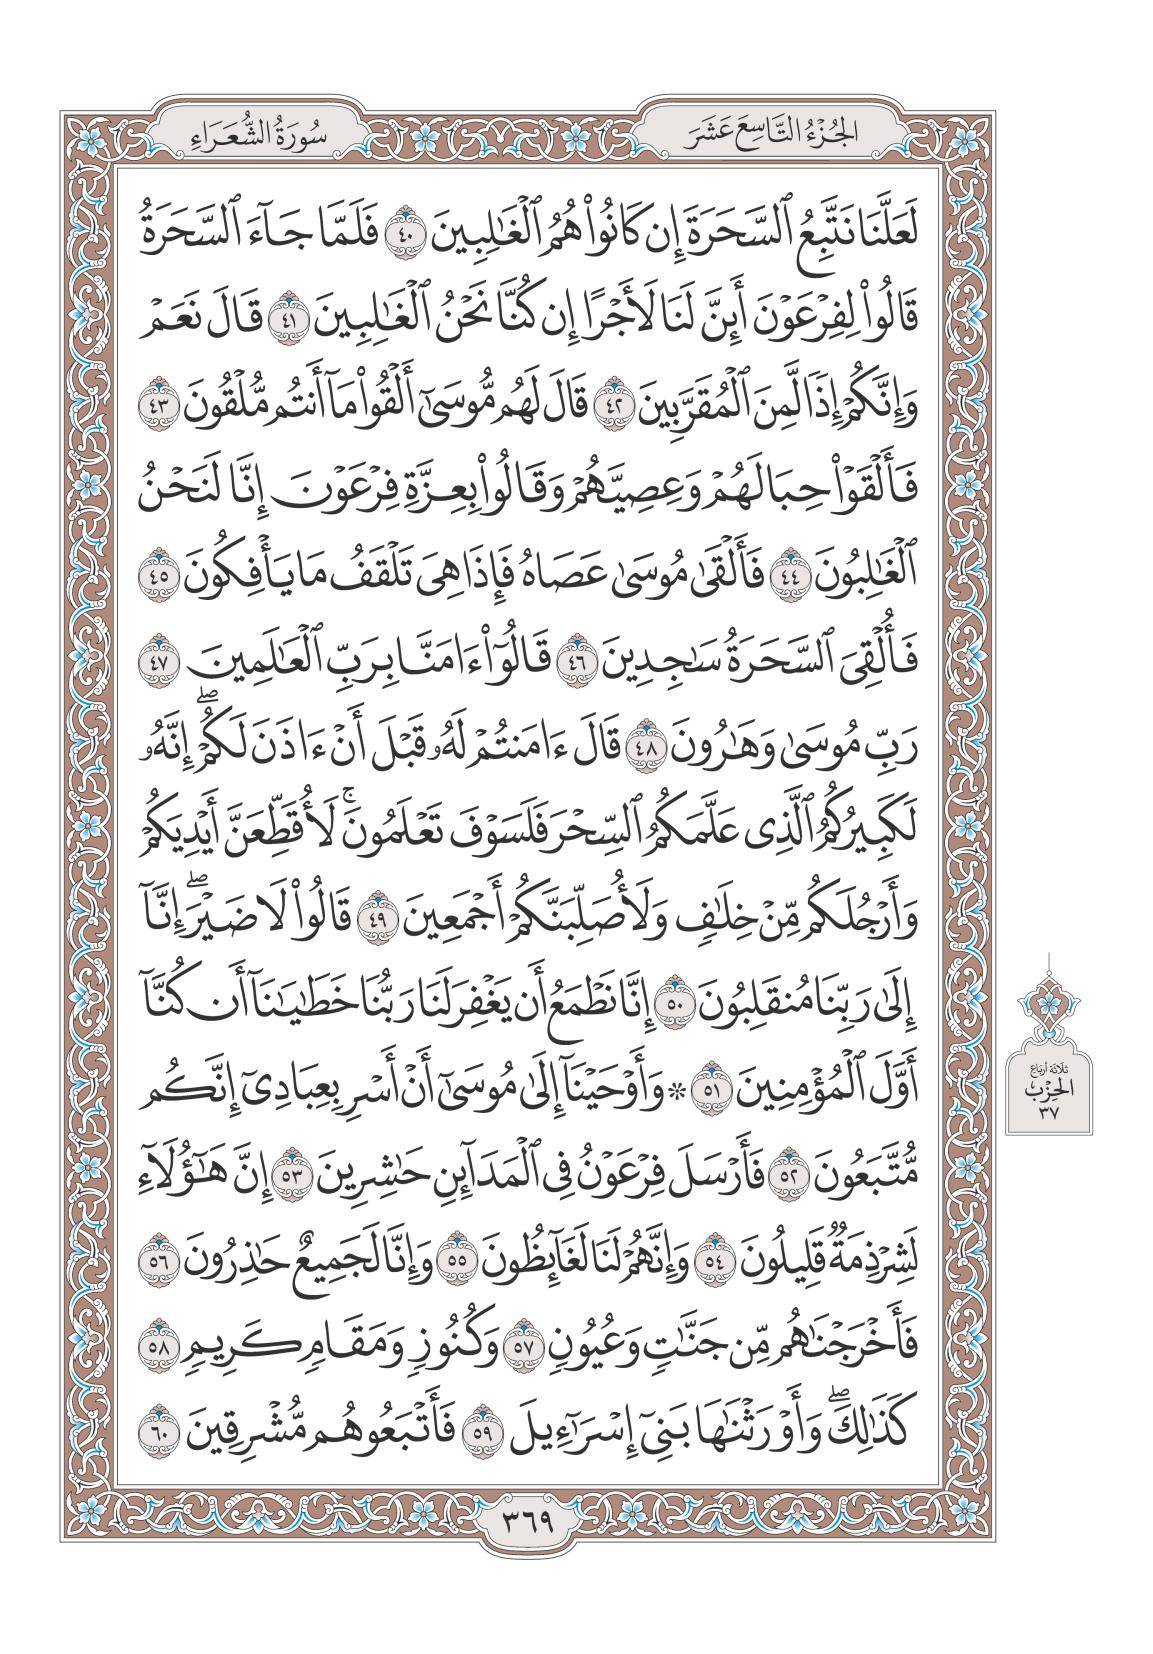 الجُزْءُ التَّاسِعَ عَشَرَ
سُورَةُ الشُّعَرَاءِ
لَعَلَّنَا نَتَّبِعُ ٱلسَّحَرَةَ إِن كَانُوا۟ هُمُ ٱلْغَٰلِبِينَ ٤٠ فَلَمَّا جَآءَ ٱلسَّحَرَةُ
قَالُوا۟ لِفِرْعَوْنَ أَئِنَّ لَنَا لَأَجْرًا إِن كُنَّا نَحْنُ ٱلْغَٰلِبِينَ ٤١ قَالَ نَعَمْ
وَإِنَّكُمْ إِذًا لَّمِنَ ٱلْمُقَرَّبِينَ ٤٢ قَالَ لَهُم مُّوسَىٰٓ أَلْقُوا۟ مَآ أَنتُم مُّلْقُونَ ٤٣
فَأَلْقَوْا۟ حِبَالَهُمْ وَعِصِيَّهُمْ وَقَالُوا۟ بِعِزَّةِ فِرْعَوْنَ إِنَّا لَنَحْنُ
ٱلْغَٰلِبُونَ ٤٤ فَأَلْقَىٰ مُوسَىٰ عَصَاهُ فَإِذَا هِىَ تَلْقَفُ مَا يَأْفِكُونَ ٤٥
فَأُلْقِىَ ٱلسَّحَرَةُ سَٰجِدِينَ ٤٦ قَالُوٓا۟ ءَامَنَّا بِرَبِّ ٱلْعَٰلَمِينَ ٤٧
رَبِّ مُوسَىٰ وَهَٰرُونَ ٤٨ قَالَ ءَامَنتُمْ لَهُۥ قَبْلَ أَنْ ءَاذَنَ لَكُمْ ۖ إِنَّهُۥ
لَكَبِيرُكُمُ ٱلَّذِى عَلَّمَكُمُ ٱلسِّحْرَ فَلَسَوْفَ تَعْلَمُونَ ۚ لَأُقَطِّعَنَّ أَيْدِيَكُمْ
وَأَرْجُلَكُم مِّنْ خِلَٰفٍ وَلَأُصَلِّبَنَّكُمْ أَجْمَعِينَ ٤٩ قَالُوا۟ لَا ضَيْرَ ۖ إِنَّآ
إِلَىٰ رَبِّنَا مُنقَلِبُونَ ٥٠ إِنَّا نَطْمَعُ أَن يَغْفِرَ لَنَا رَبُّنَا خَطَٰيَٰنَآ أَن كُنَّآ
أَوَّلَ ٱلْمُؤْمِنِينَ ٥١ ۞ وَأَوْحَيْنَآ إِلَىٰ مُوسَىٰٓ أَنْ أَسْرِ بِعِبَادِىٓ إِنَّكُم
مُّتَّبَعُونَ ٥٢ فَأَرْسَلَ فِرْعَوْنُ فِى ٱلْمَدَآئِنِ حَٰشِرِينَ ٥٣ إِنَّ هَٰٓؤُلَآءِ
لَشِرْذِمَةٌ قَلِيلُونَ ٥٤ وَإِنَّهُمْ لَنَا لَغَآئِظُونَ ٥٥ وَإِنَّا لَجَمِيعٌ حَٰذِرُونَ ٥٦
فَأَخْرَجْنَٰهُم مِّن جَنَّٰتٍ وَعُيُونٍ ٥٧ وَكُنُوزٍ وَمَقَامٍ كَرِيمٍ ٥٨
كَذَٰلِكَ ۖ وَأَوْرَثْنَٰهَا بَنِىٓ إِسْرَٰٓءِيلَ ٥٩ فَأَتْبَعُوهُم مُّشْرِقِينَ ٦٠
ثَلَاثَة أَربَاع
الحِزْب
٣٧
٣٦٩